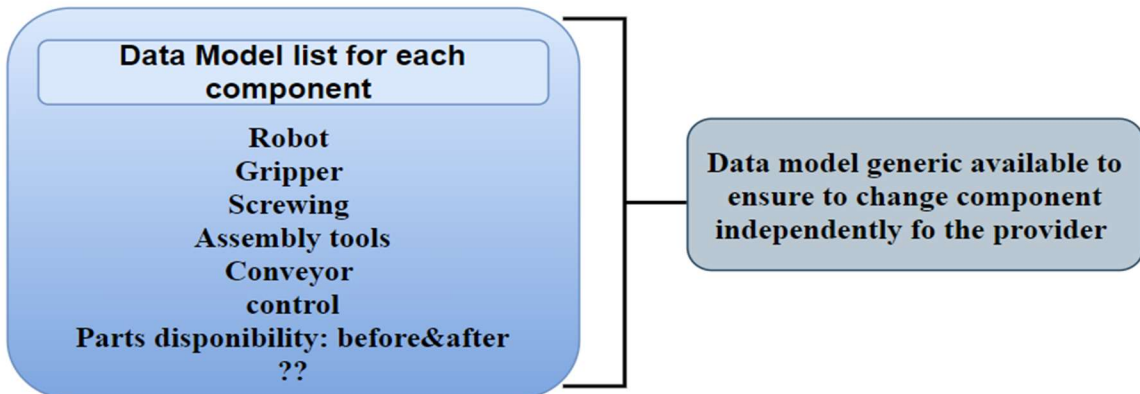 Data Model list for each
component
Robot
Gripper
Screwing
Assembly tools
Conveyor
control
Parts disponibility: before&after
??
Data model generic available to
ensure to change component
independently fo the provider